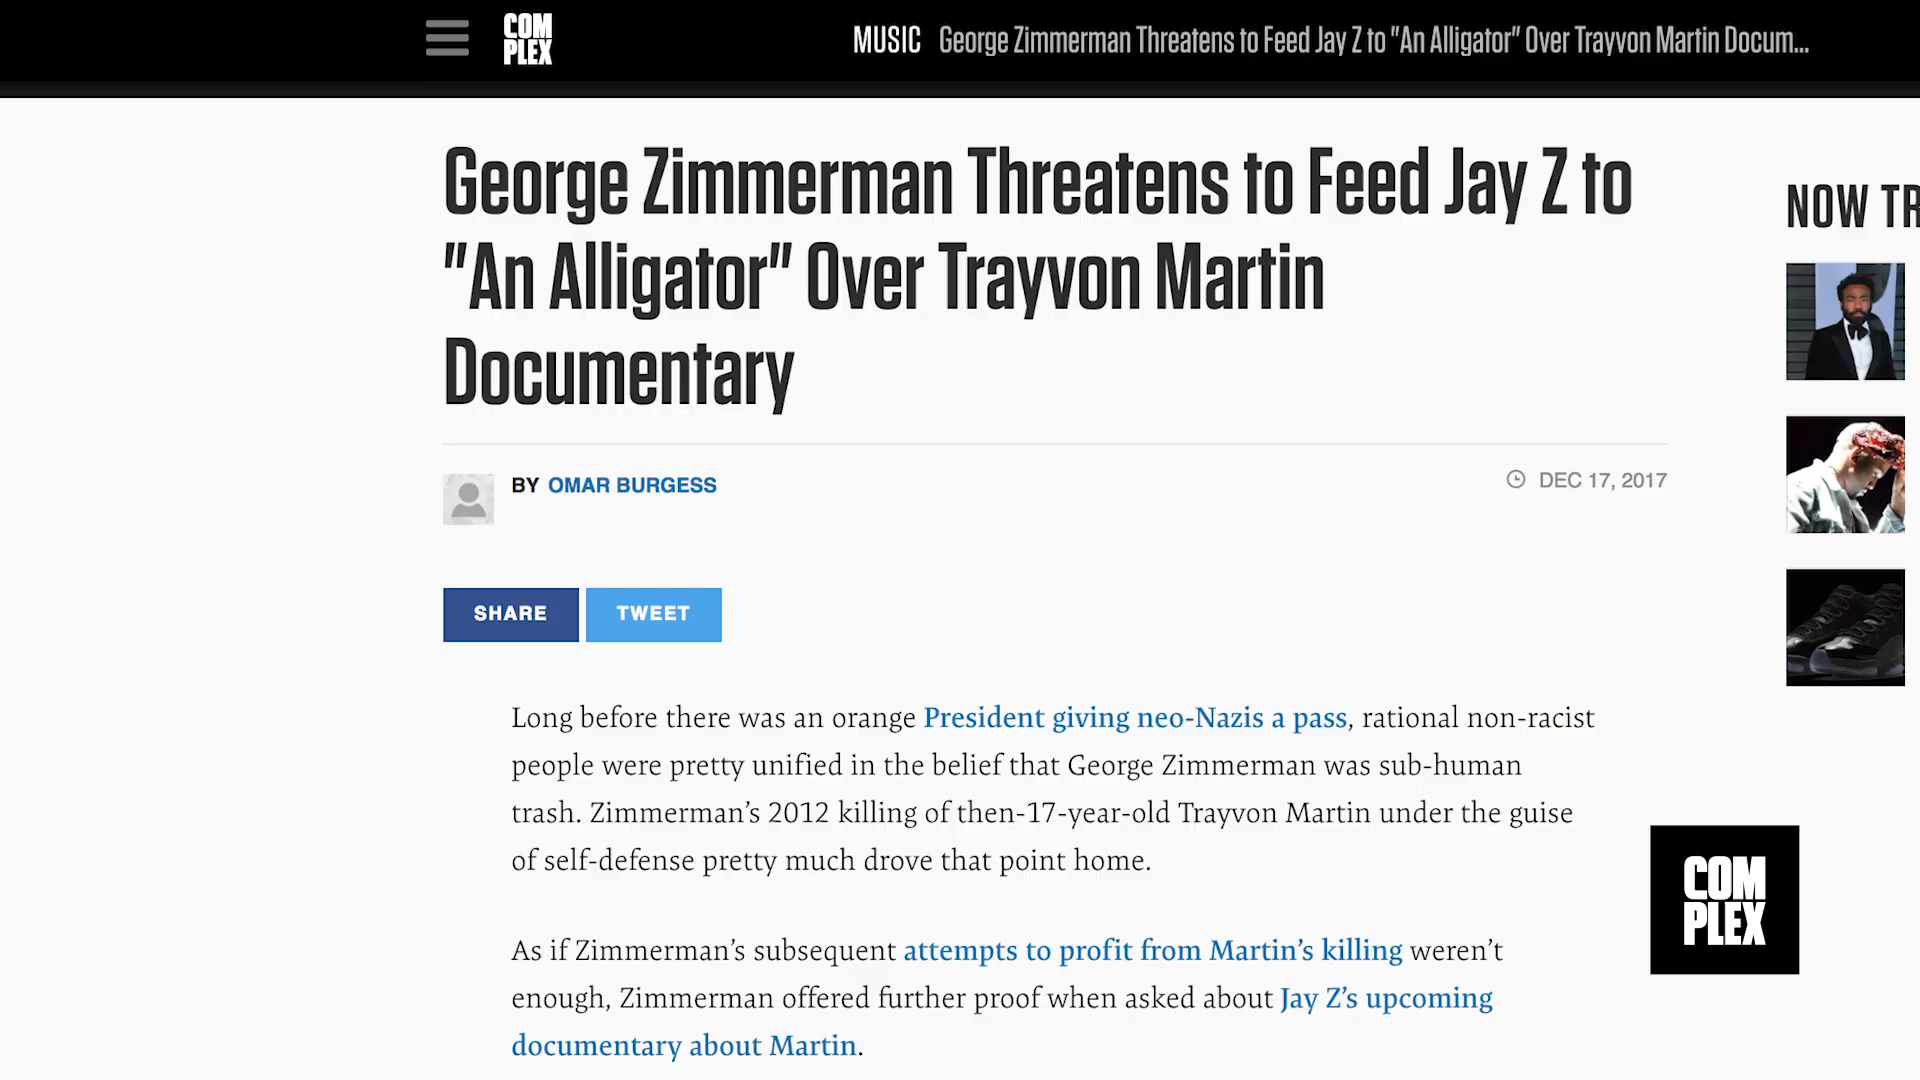 COM
PLEX
MUSIC George Zimmerman Threatens to Feed Jay Z to "An Alligator" Over Trayvon Martin Docum...
George Zimmerman Threatens to Feed Jay Z to
"An Alligator" Over Trayvon Martin
Documentary
NOW TR
BY OMAR BURGESS
DEC 17, 2017
SHARE
TWEET
Long before there was an orange President giving neo-Nazis a pass, rational non-racist
people were pretty unified in the belief that George Zimmerman was sub-human
trash. Zimmerman’s 2012 killing of then-17-year-old Trayvon Martin under the guise
of self-defense pretty much drove that point home.
As if Zimmerman’s subsequent attempts to profit from Martin’s killing weren’t
enough, Zimmerman offered further proof when asked about Jay Z’s upcoming
documentary about Martin.
COM
PLEX